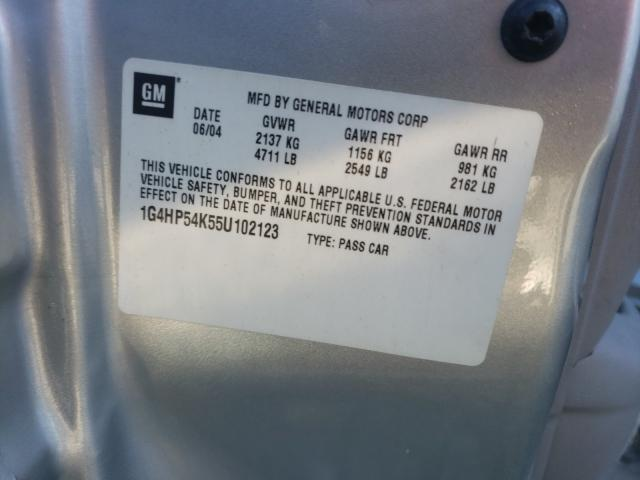 GM
MFD BY GENERAL MOTORS CORP
DATE GVWR GAWR FRT GAWR RR
06/04 2137 KG 1156 KG 981 KG
4711 LB 2549 LB 2162 LB
THIS VEHICLE CONFORMS TO ALL APPLICABLE U.S. FEDERAL MOTOR
VEHICLE SAFETY, BUMPER, AND THEFT PREVENTION STANDARDS IN
EFFECT ON THE DATE OF MANUFACTURE SHOWN ABOVE.
1G4HP54K55U102123
TYPE: PASS CAR